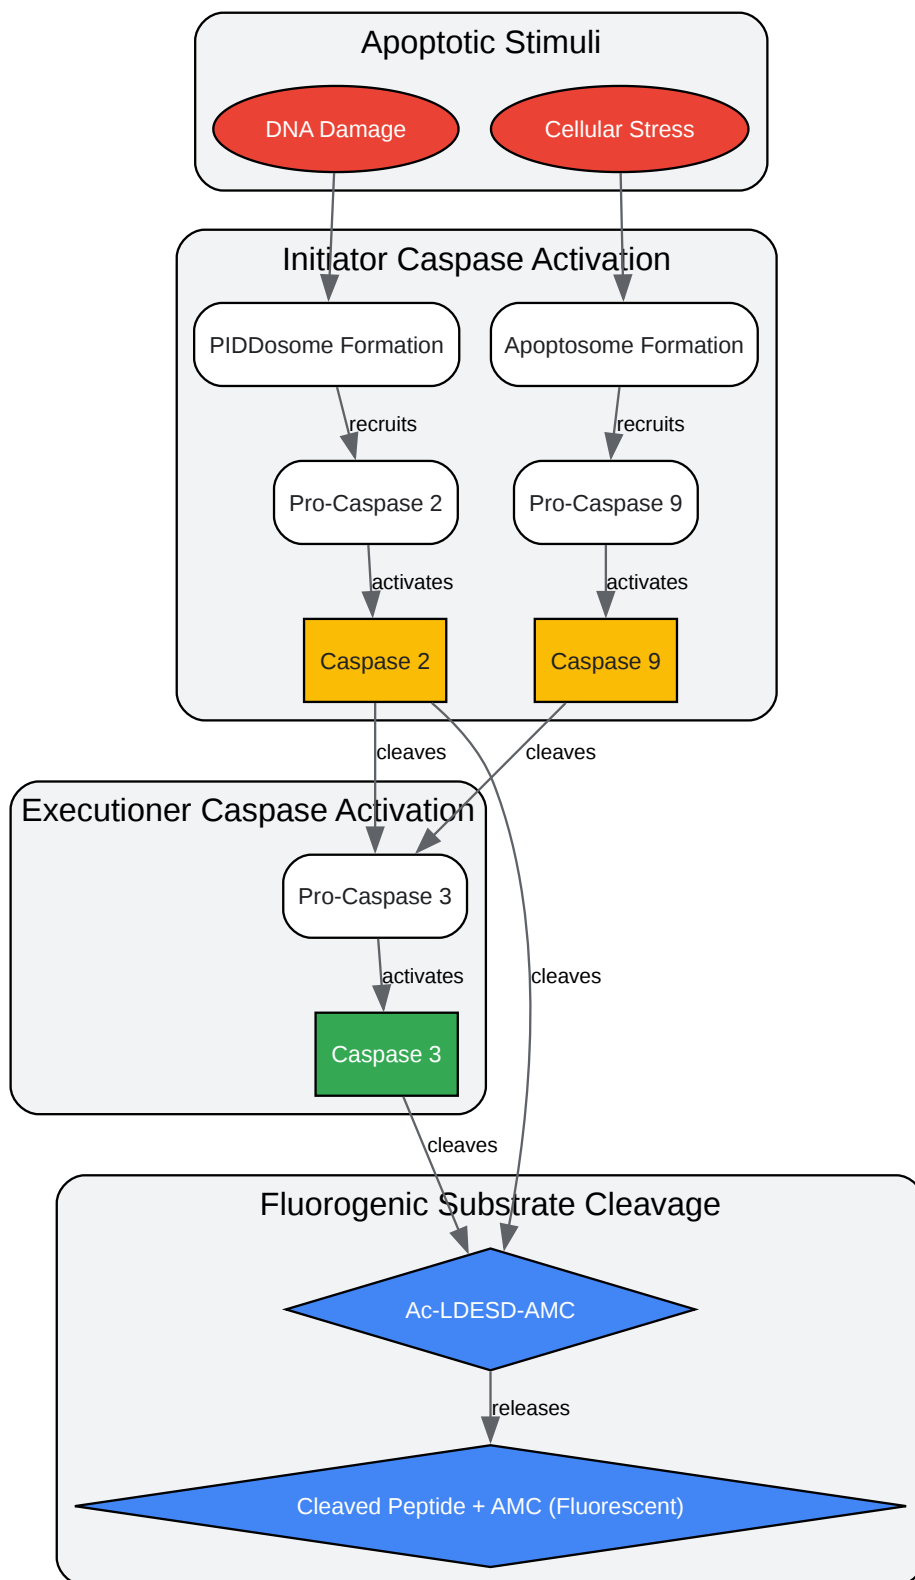 Apoptotic Stimuli
DNA Damage
Cellular Stress
Initiator Caspase Activation
PIDDosome Formation
Apoptosome Formation
recruits
recruits
Pro-Caspase 2
Pro-Caspase 9
activates
activates
Caspase 2
Caspase 9
cleaves
cleaves
Executioner Caspase Activation
Pro-Caspase 3
activates
cleaves
Caspase 3
cleaves
Fluorogenic Substrate Cleavage
Ac-LDESD-AMC
releases
Cleaved Peptide + AMC (Fluorescent)